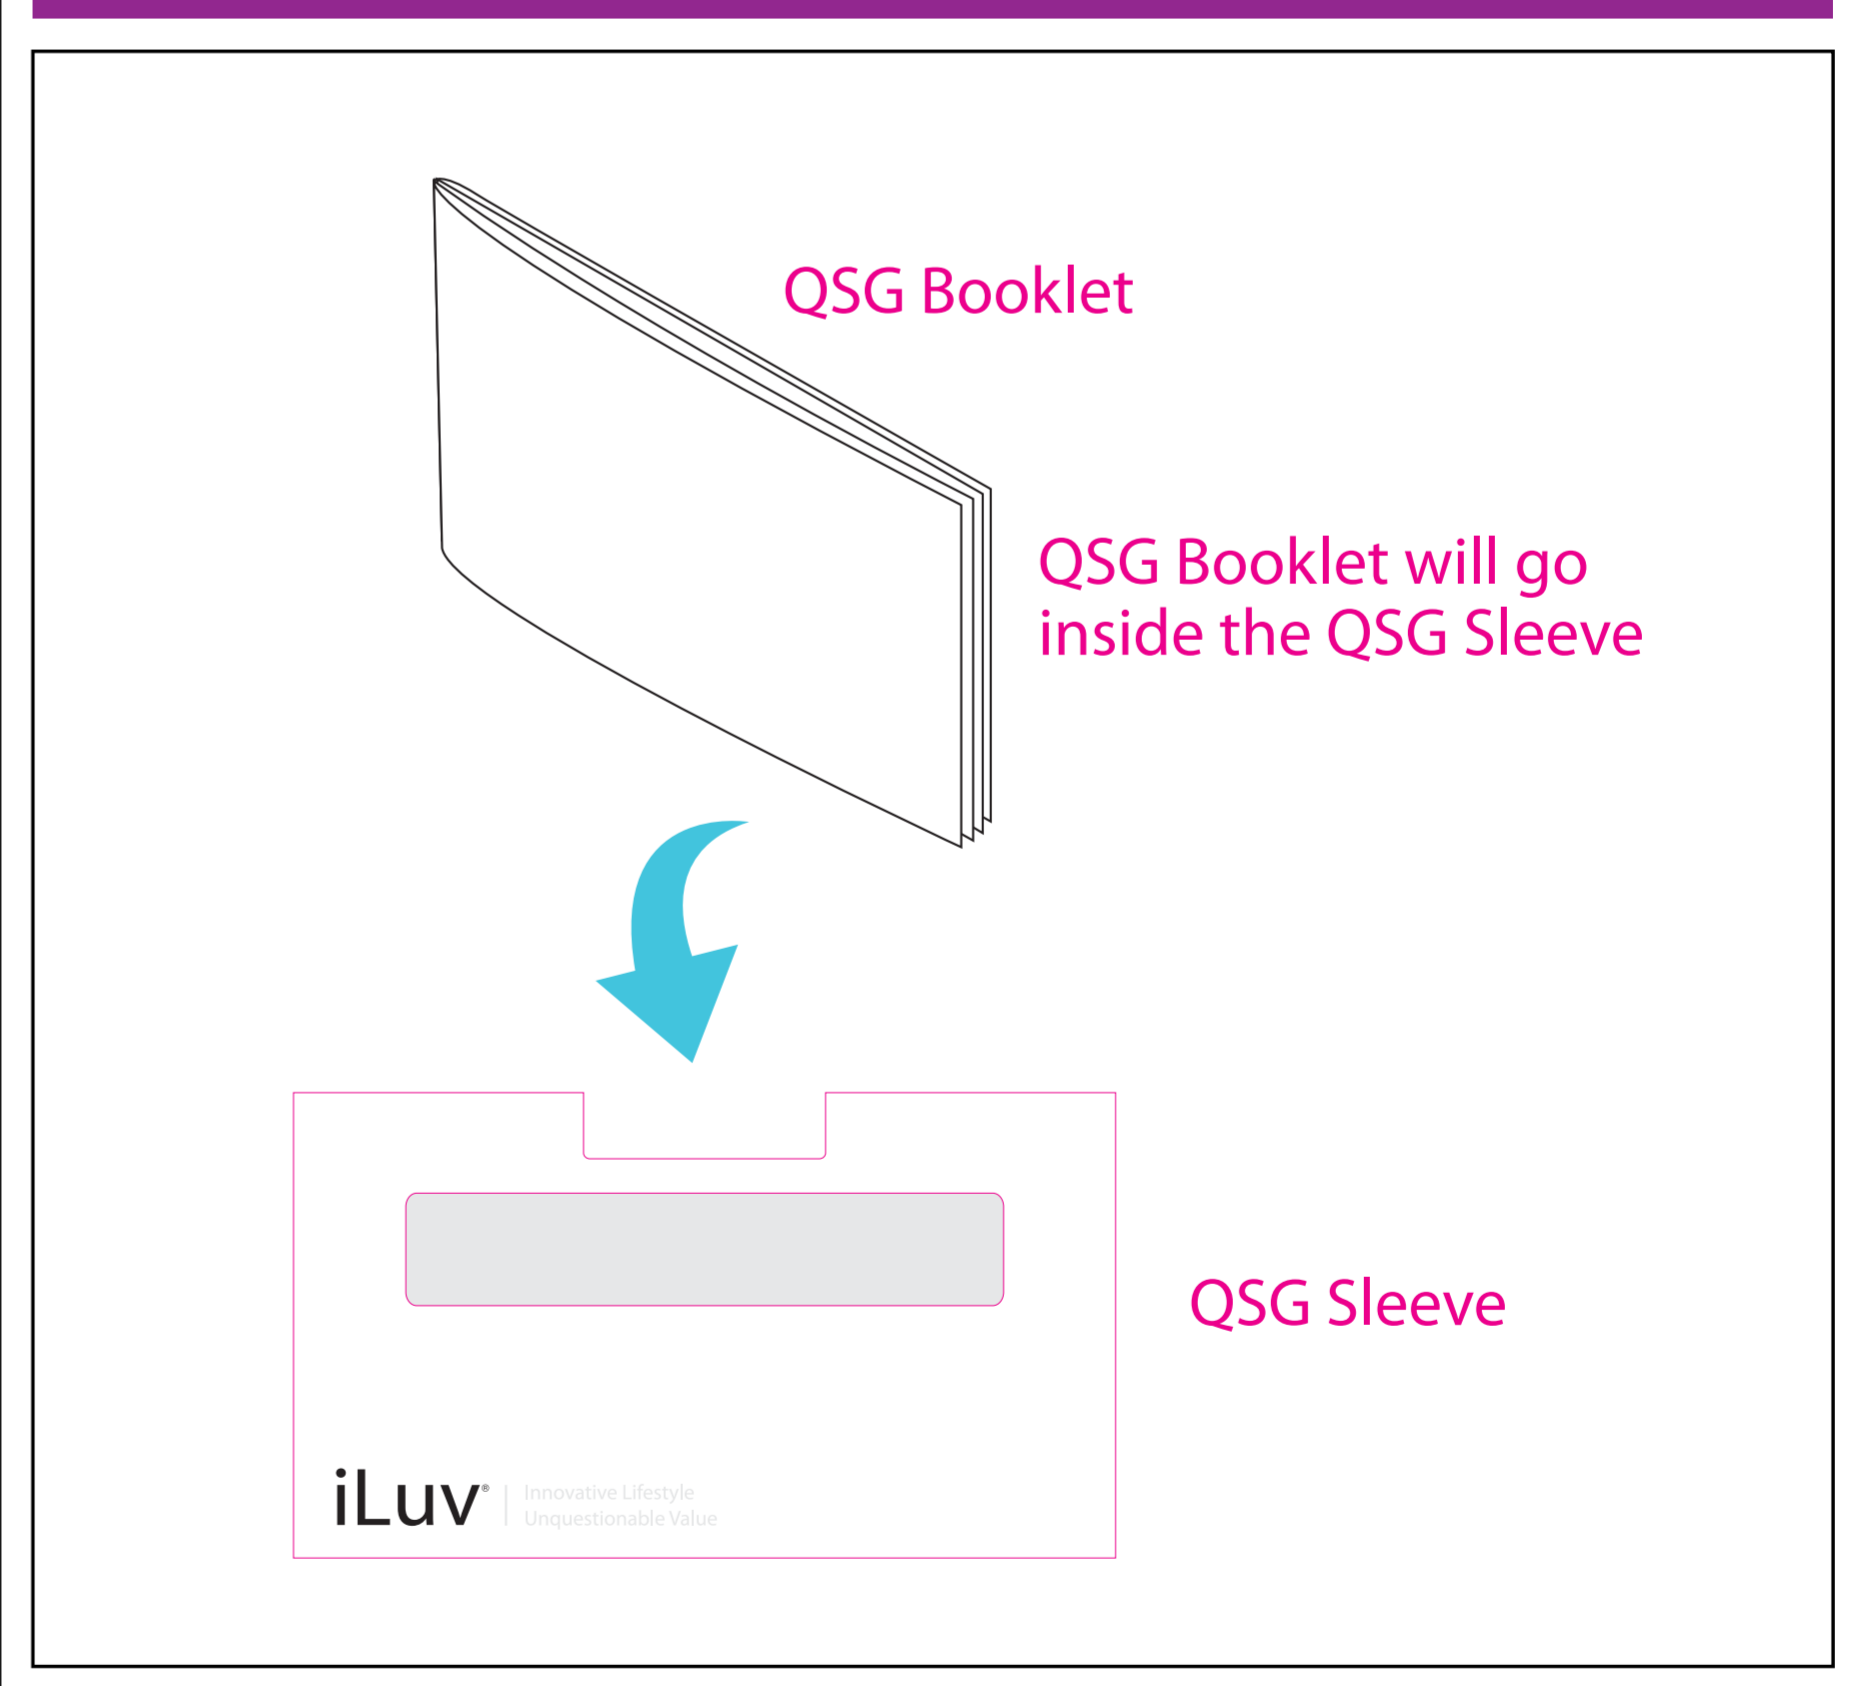 QSG Booklet
QSG Booklet will go
inside the QSG Sleeve
QSG Sleeve
iLuv®
Innovative Lifestyle
Unquestionable Value